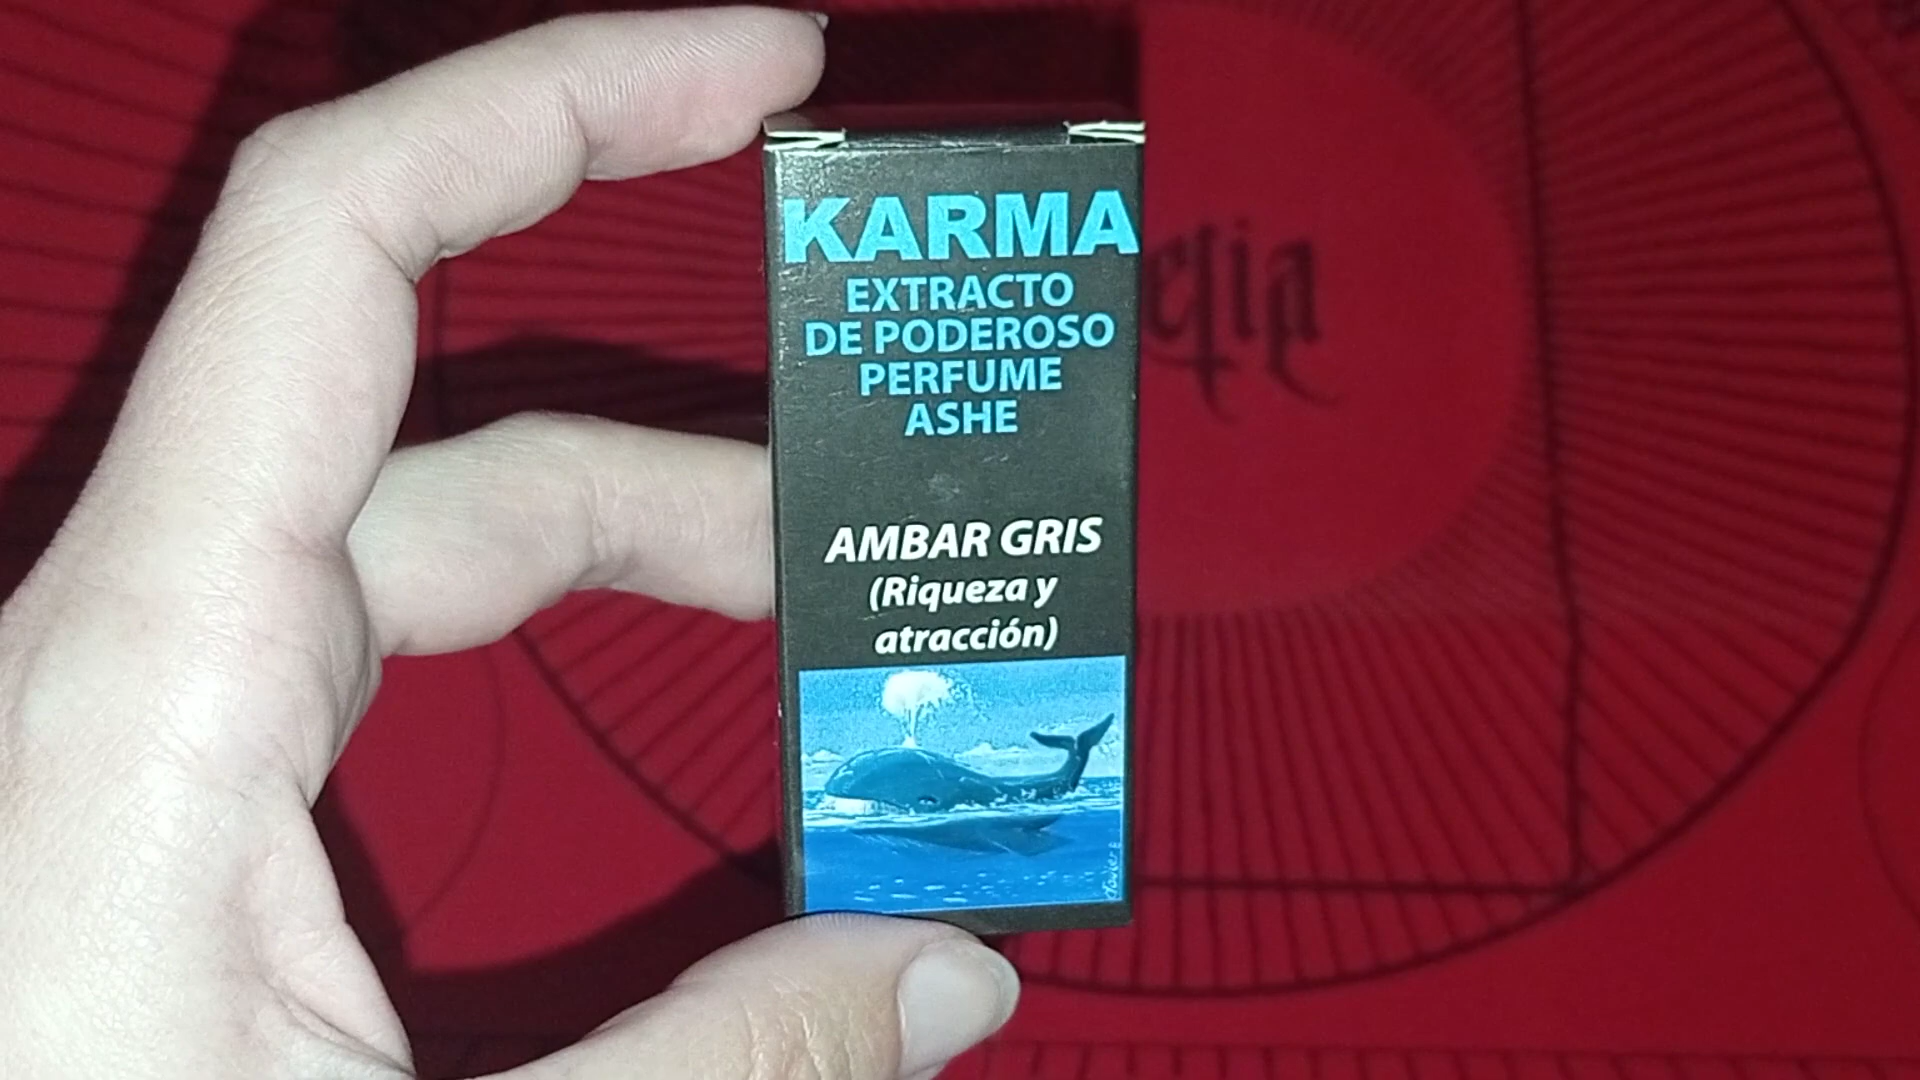 KARMA
EXTRACTO
DE PODEROSO
PERFUME
ASHE
AMBAR GRIS
(Riqueza y
atracción)